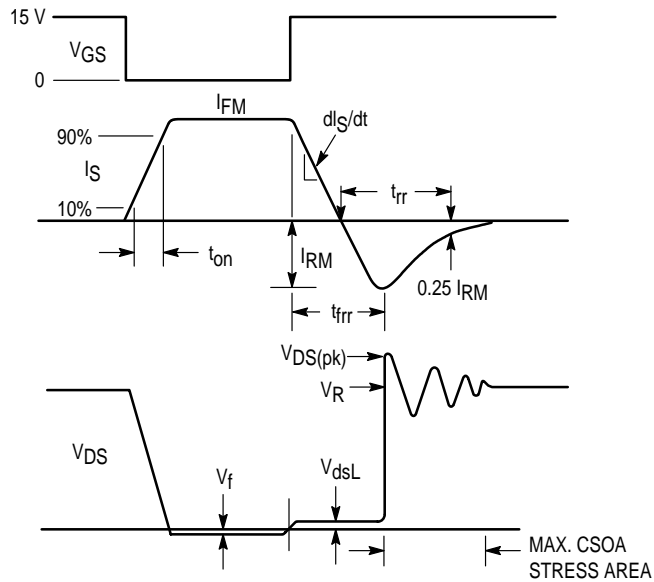 15 V
VGS
0
IFM
90%
dIS/dt
IS
trr
10%
ton
IRM
0.25 IRM
tfrr
VDS(pk)
VR
VDS
Vf
VdsL
MAX. CSOA
STRESS AREA